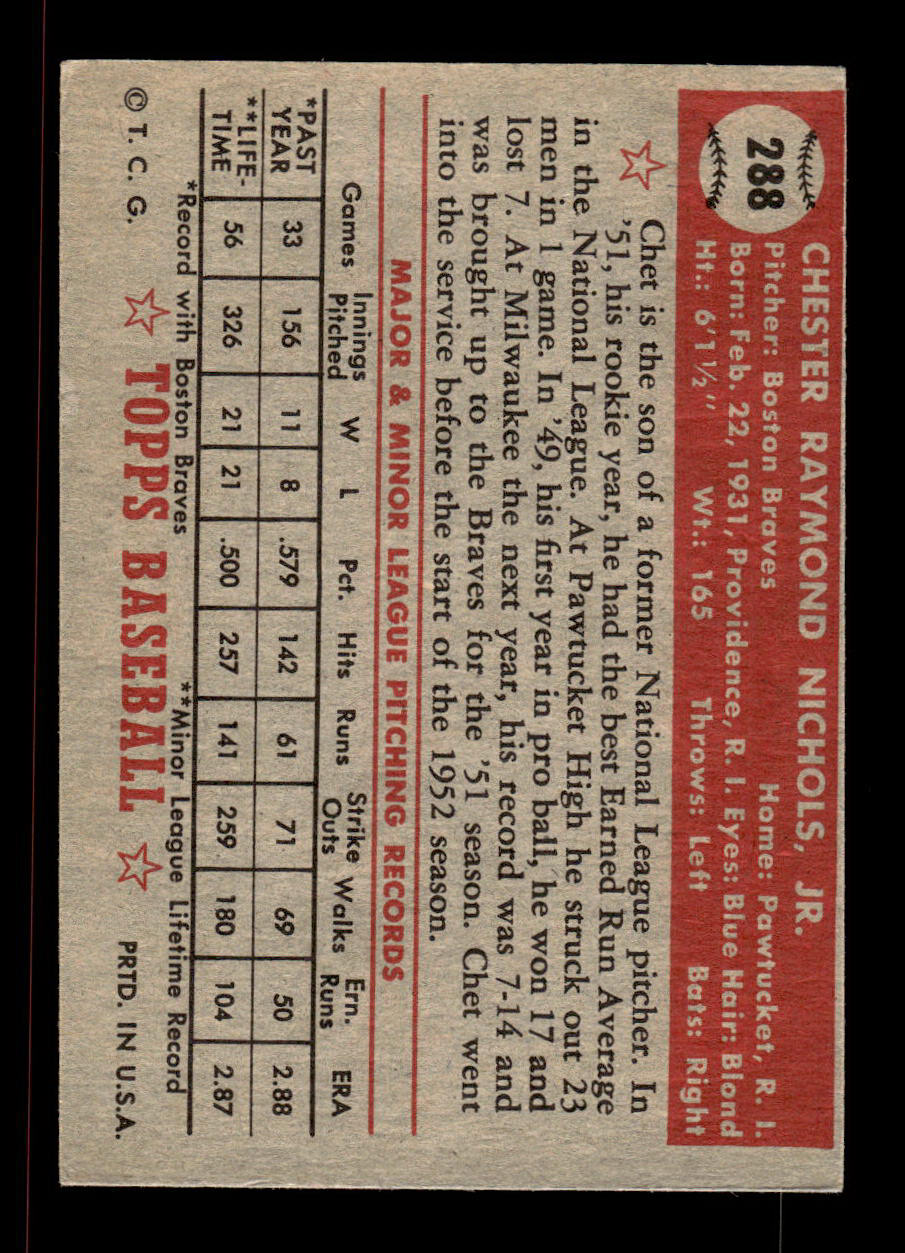 288
CHESTER RAYMOND NICHOLS, JR.
Pitcher: Boston Braves Home: Pawtucket, R. I.
Born: Feb. 22, 1931, Providence, R. I. Eyes: Blue Hair: Blond
Ht.: 6'1½" Wt.: 165 Throws: Left Bats: Right
Chet is the son of a former National League pitcher. In
'51, his rookie year, he had the best Earned Run Average
in the National League. At Pawtucket High he struck out 23
men in 1 game. In '49, his first year in pro ball, he won 17 and
lost 7. At Milwaukee the next year, his record was 7-14 and
was brought up to the Braves for the '51 season. Chet went
into the service before the start of the 1952 season.
MAJOR & MINOR LEAGUE PITCHING RECORDS
Games Innings Pitched W L Pct. Hits Runs Strike Outs Walks Ern. Runs ERA
*PAST YEAR 33 156 11 8 .579 142 61 71 69 50 2.88
**LIFE-TIME 56 326 21 21 .500 257 141 259 180 104 2.87
*Record with Boston Braves **Minor League Lifetime Record
© T. C. G. TOPPS BASEBALL PRTD. IN U.S.A.